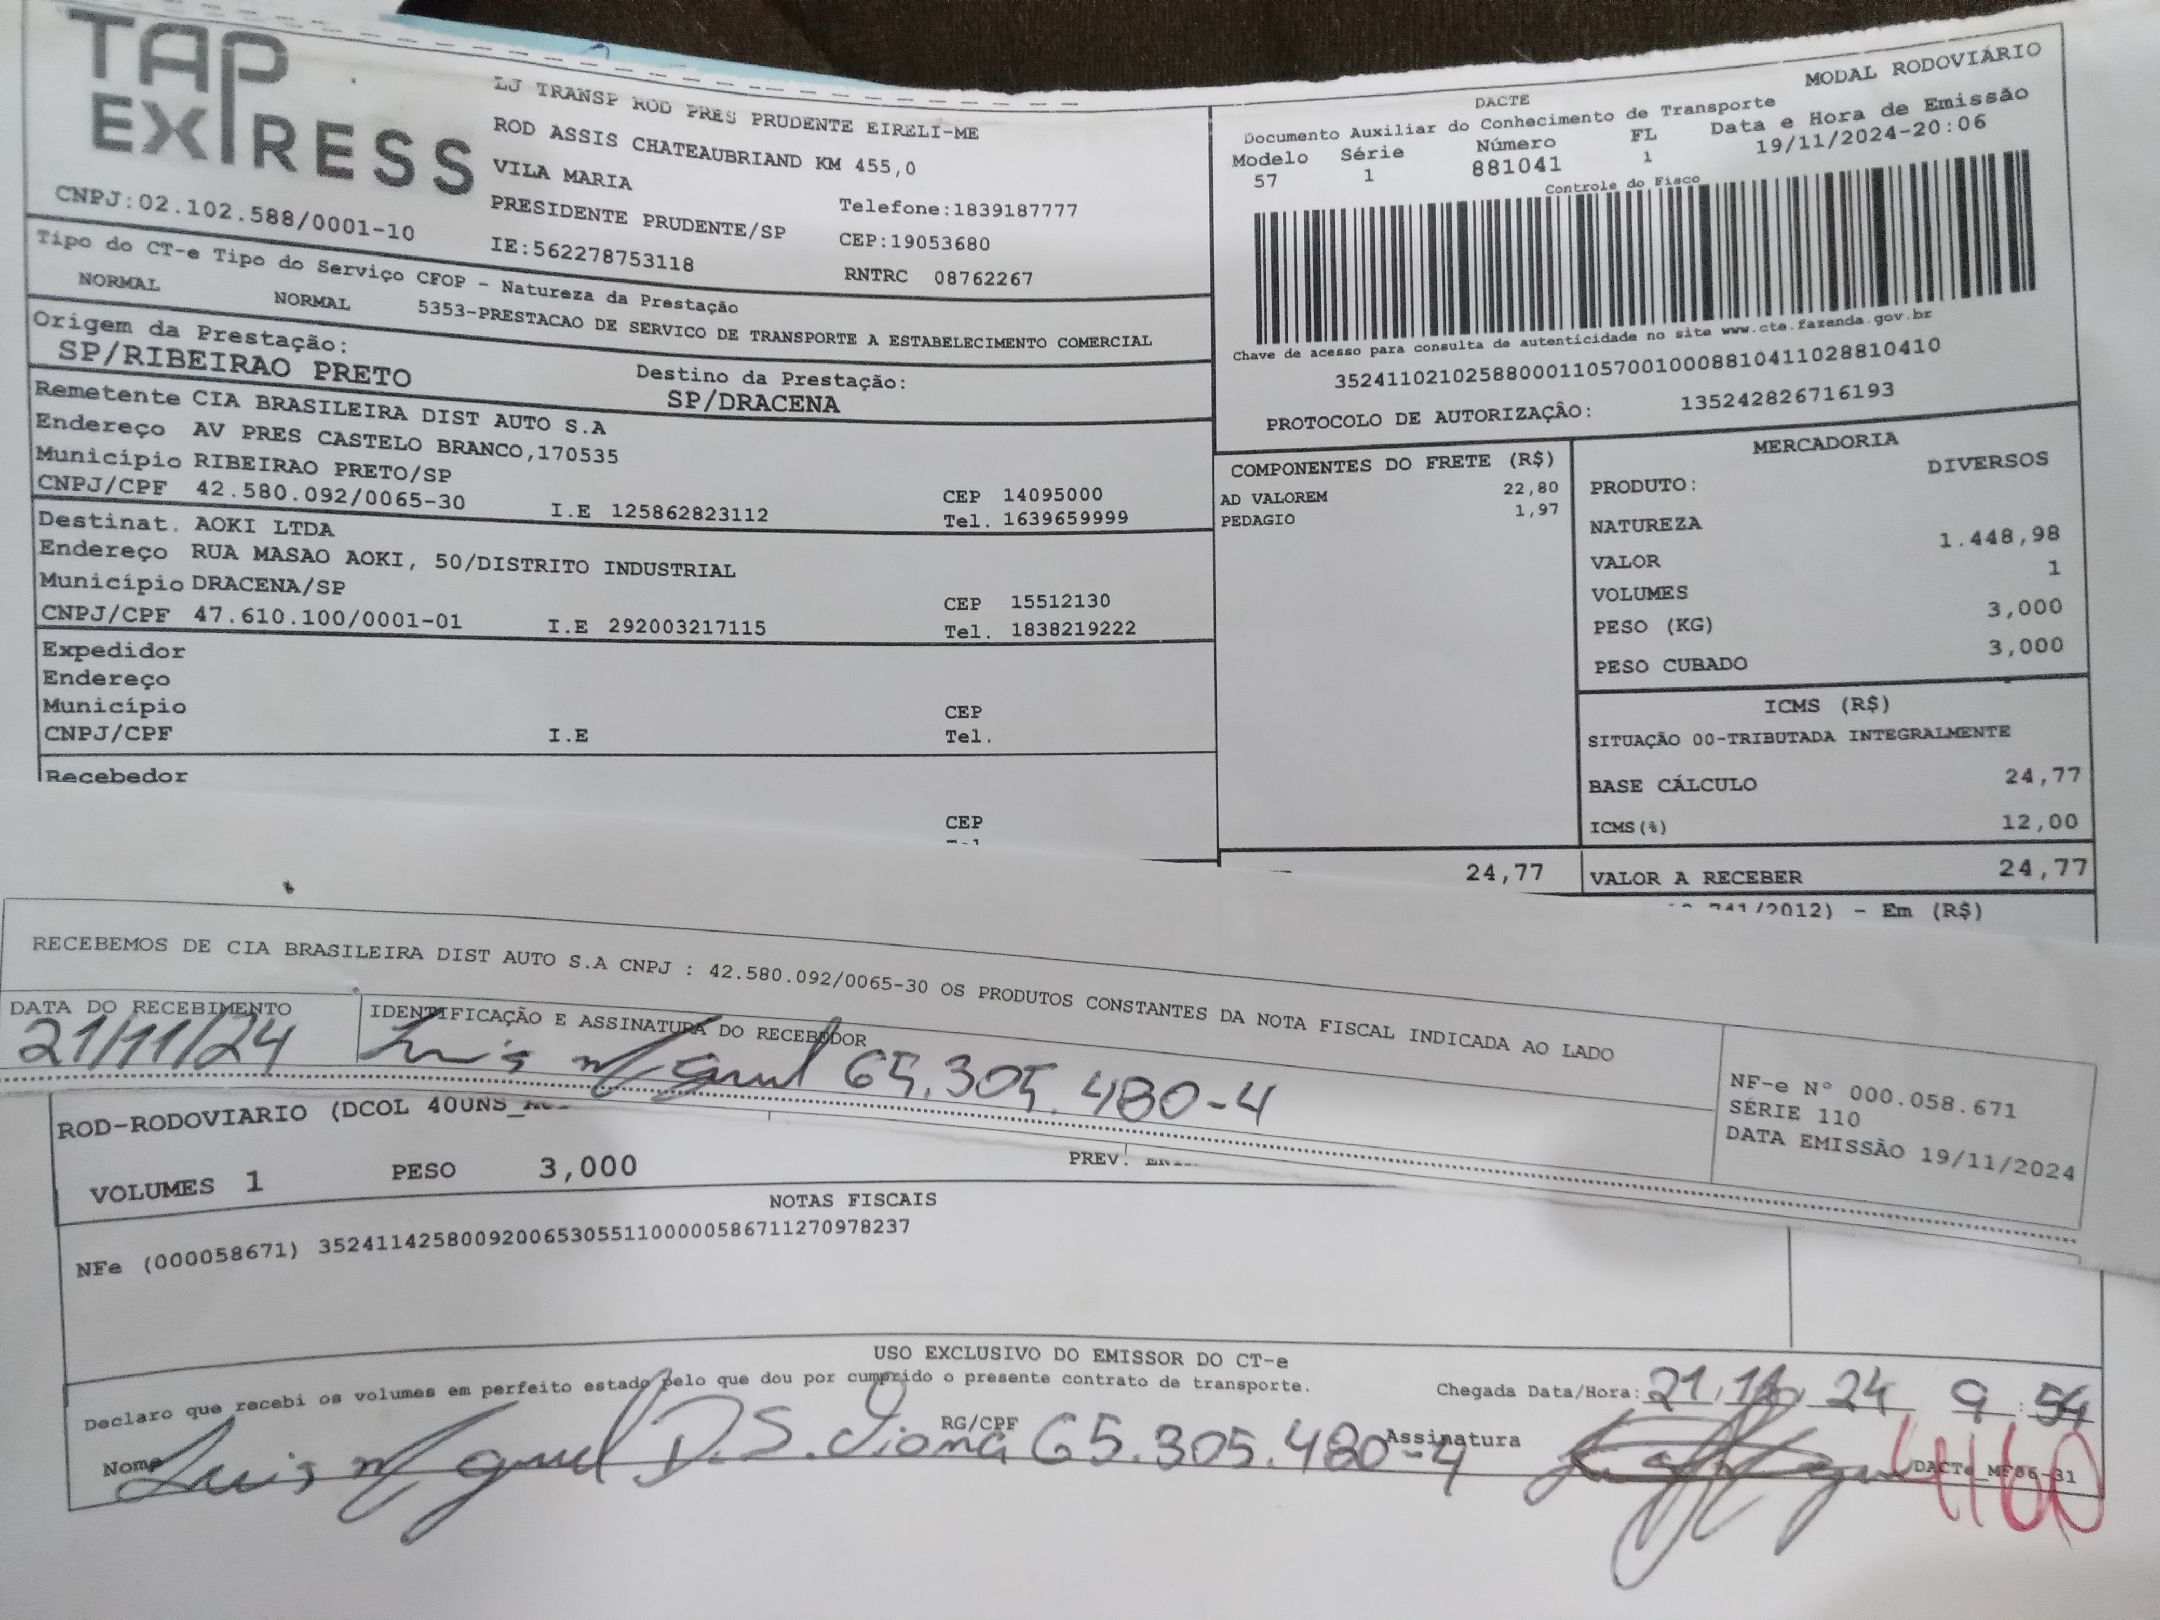 TAP
EXPRESS
CNPJ:02.102.588/0001-10
LJ TRANSP ROD PRES PRUDENTE EIRELI-ME
ROD ASSIS CHATEAUBRIAND KM 455,0
VILA MARIA
PRESIDENTE PRUDENTE/SP
IE:562278753118
Telefone:1839187777
CEP:19053680
RNTRC 08762267
DACTE
MODAL RODOVIÁRIO
Documento Auxiliar do Conhecimento de Transporte
Modelo Série Número FL Data e Hora de Emissão
57 1 881041 1 19/11/2024-20:06
Controle do Fisco
Chave de acesso para consulta de autenticidade no site www.cte.fazenda.gov.br
35241102102588000110570010008810411028810410
PROTOCOLO DE AUTORIZAÇÃO: 135242826716193
Tipo do CT-e Tipo do Serviço CFOP - Natureza da Prestação
NORMAL NORMAL 5353-PRESTACAO DE SERVICO DE TRANSPORTE A ESTABELECIMENTO COMERCIAL
Origem da Prestação:
SP/RIBEIRAO PRETO
Destino da Prestação:
SP/DRACENA
Remetente CIA BRASILEIRA DIST AUTO S.A
Endereço AV PRES CASTELO BRANCO,170535
Município RIBEIRAO PRETO/SP CEP 14095000
CNPJ/CPF 42.580.092/0065-30 I.E 125862823112 Tel. 1639659999
Destinat. AOKI LTDA
Endereço RUA MASAO AOKI, 50/DISTRITO INDUSTRIAL
Município DRACENA/SP CEP 15512130
CNPJ/CPF 47.610.100/0001-01 I.E 292003217115 Tel. 1838219222
Expedidor
Endereço
Município CEP
CNPJ/CPF I.E Tel.
Recebedor
CEP
COMPONENTES DO FRETE (R$)
AD VALOREM 22,80
PEDAGIO 1,97
24,77
MERCADORIA
PRODUTO: DIVERSOS
NATUREZA
VALOR 1.448,98
VOLUMES 1
PESO (KG) 3,000
PESO CUBADO 3,000
ICMS (R$)
SITUAÇÃO 00-TRIBUTADA INTEGRALMENTE
BASE CÁLCULO 24,77
ICMS(%) 12,00
VALOR A RECEBER 24,77
741/2012) - Em (R$)
RECEBEMOS DE CIA BRASILEIRA DIST AUTO S.A CNPJ : 42.580.092/0065-30 OS PRODUTOS CONSTANTES DA NOTA FISCAL INDICADA AO LADO
DATA DO RECEBIMENTO IDENTIFICAÇÃO E ASSINATURA DO RECEBEDOR
21/11/24 Luis Miguel 65.305.480-4
NF-e Nº 000.058.671
SÉRIE 110
DATA EMISSÃO 19/11/2024
ROD-RODOVIARIO (DCOL 400NS
VOLUMES 1 PESO 3,000 PREV.
NOTAS FISCAIS
NFe (000058671) 35241142580092006530551100000586711270978237
USO EXCLUSIVO DO EMISSOR DO CT-e
Declaro que recebi os volumes em perfeito estado pelo que dou por cumprido o presente contrato de transporte.
Chegada Data/Hora: 21 11 24 9 : 54
Nome Luis Miguel D.S. Viana RG/CPF 65.305.480-4 Assinatura
DACTe_MF06-31